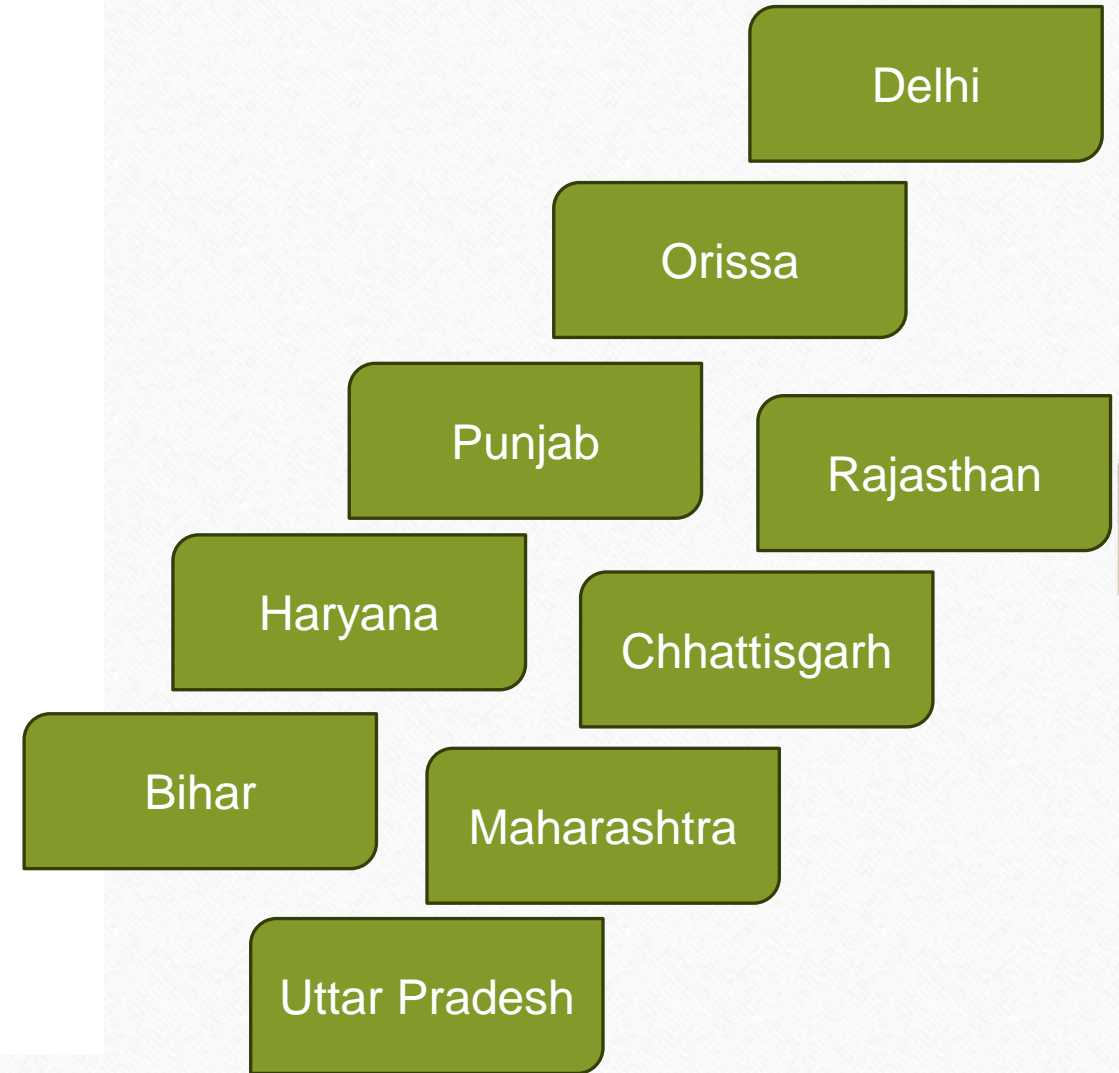 Delhi
Orissa
Punjab
Rajasthan
Haryana
Chhattisgarh
Bihar
Maharashtra
Uttar Pradesh